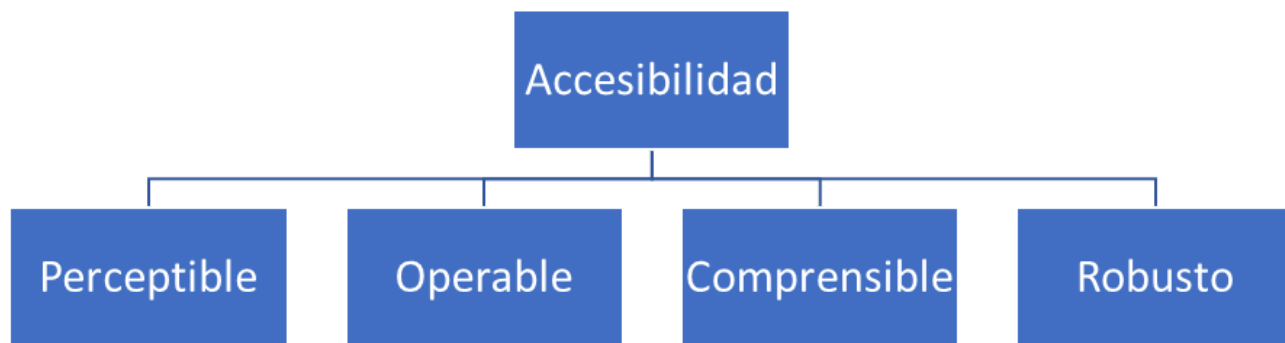 Accesibilidad
Perceptible
Operable
Comprensible
Robusto